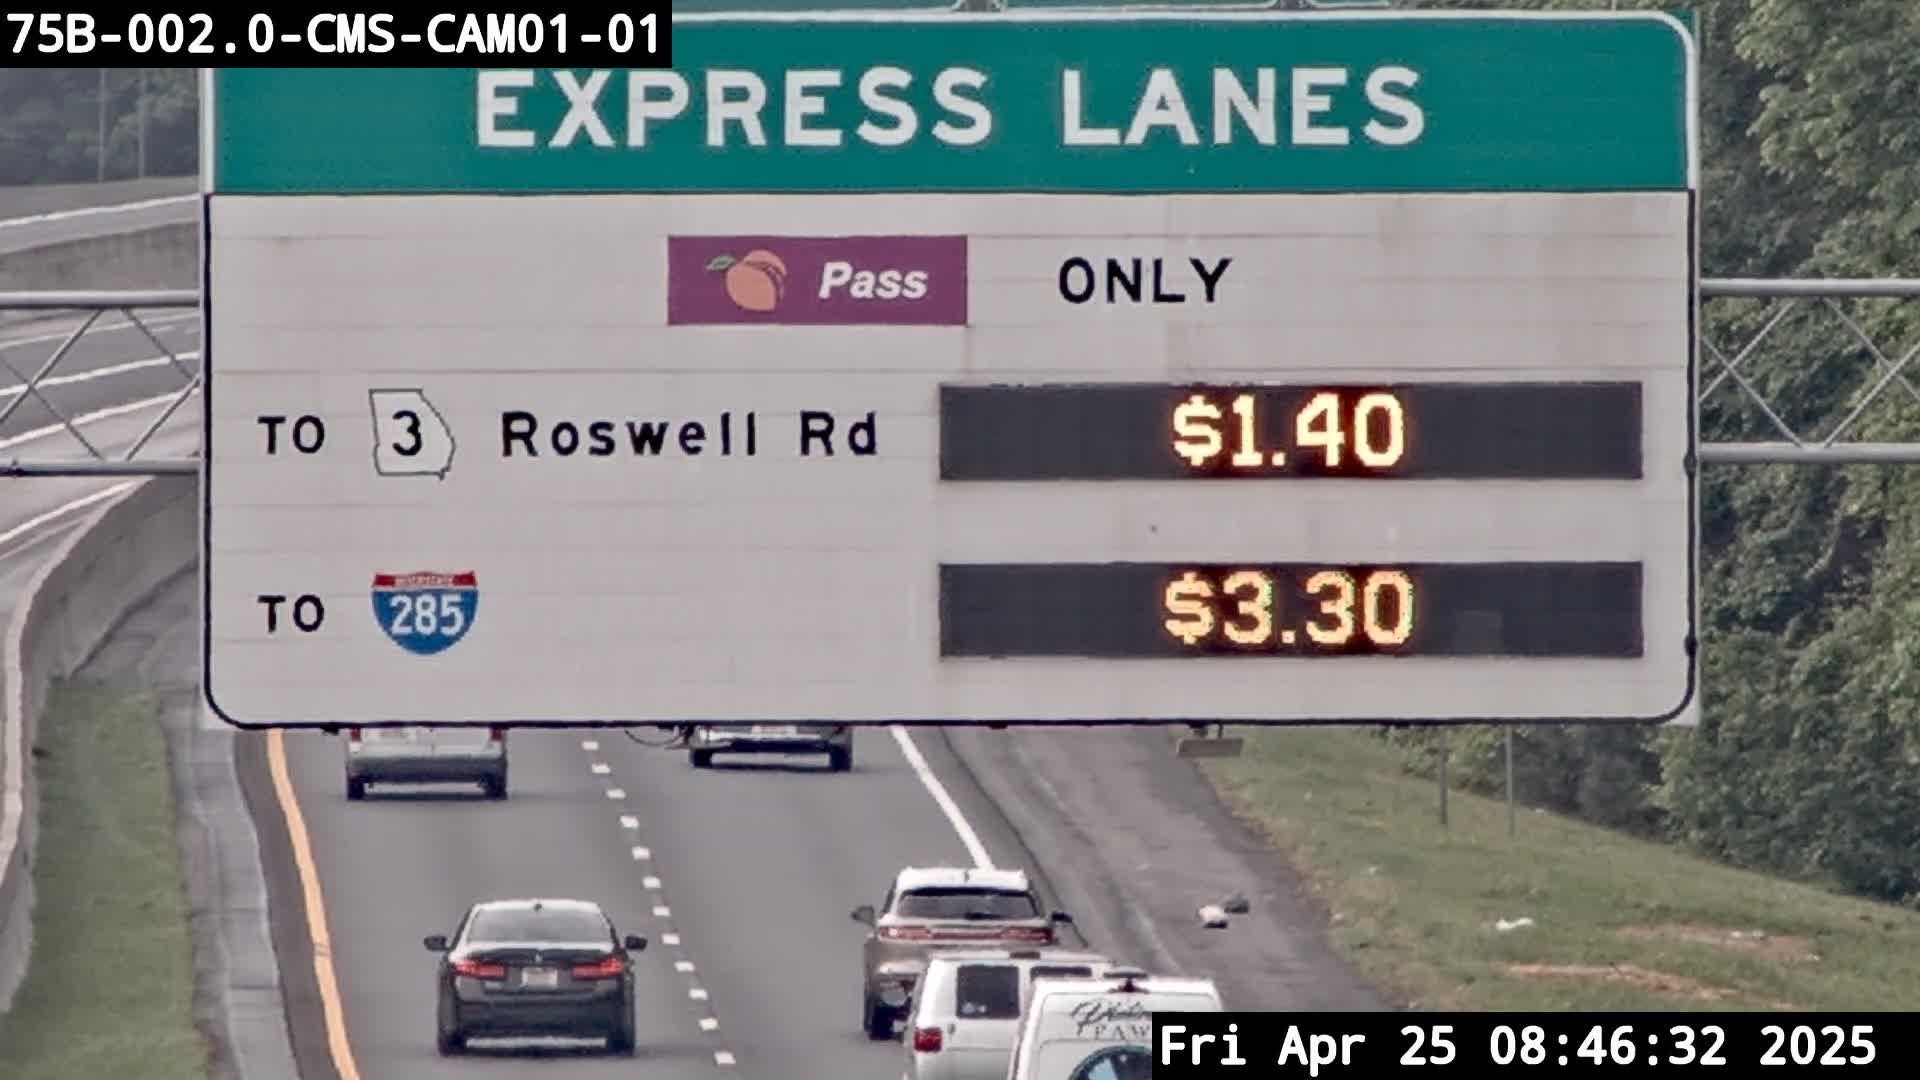 75B-002.0-CMS-CAM01-01
EXPRESS LANES
Pass ONLY
TO 3 Roswell Rd $1.40
INTERSTATE
TO 285 $3.30
Fri Apr 25 08:46:32 2025